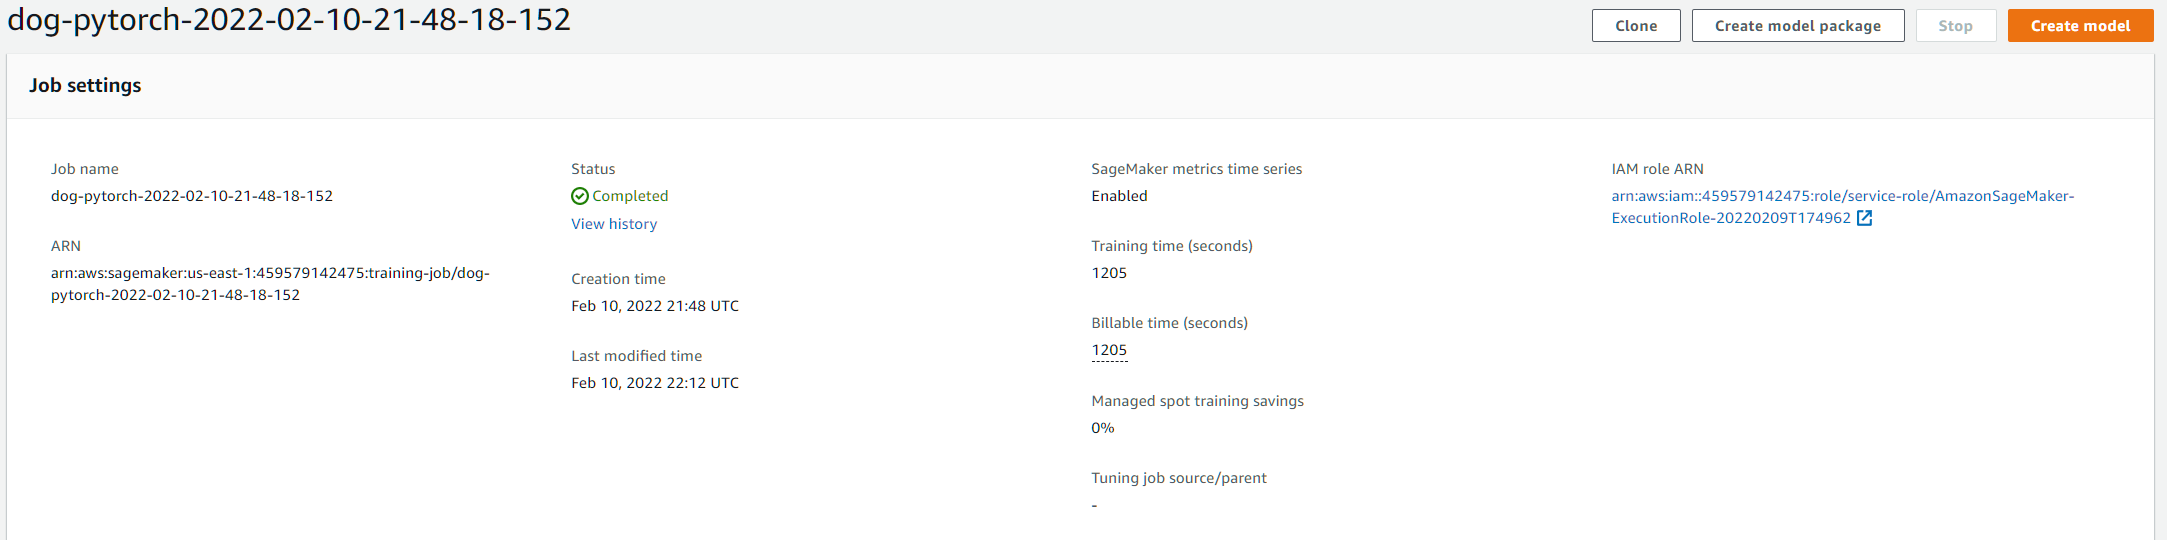 dog-pytorch-2022-02-10-21-48-18-152
Clone
Create model package
Stop
Create model
Job settings
Job name
dog-pytorch-2022-02-10-21-48-18-152
ARN
arn:aws:sagemaker:us-east-1:459579142475:training-job/dog-
pytorch-2022-02-10-21-48-18-152
Status
Completed
View history
Creation time
Feb 10, 2022 21:48 UTC
Last modified time
Feb 10, 2022 22:12 UTC
SageMaker metrics time series
Enabled
Training time (seconds)
1205
Billable time (seconds)
1205
Managed spot training savings
0%
Tuning job source/parent
-
IAM role ARN
arn:aws:iam::459579142475:role/service-role/AmazonSageMaker-
ExecutionRole-20220209T174962